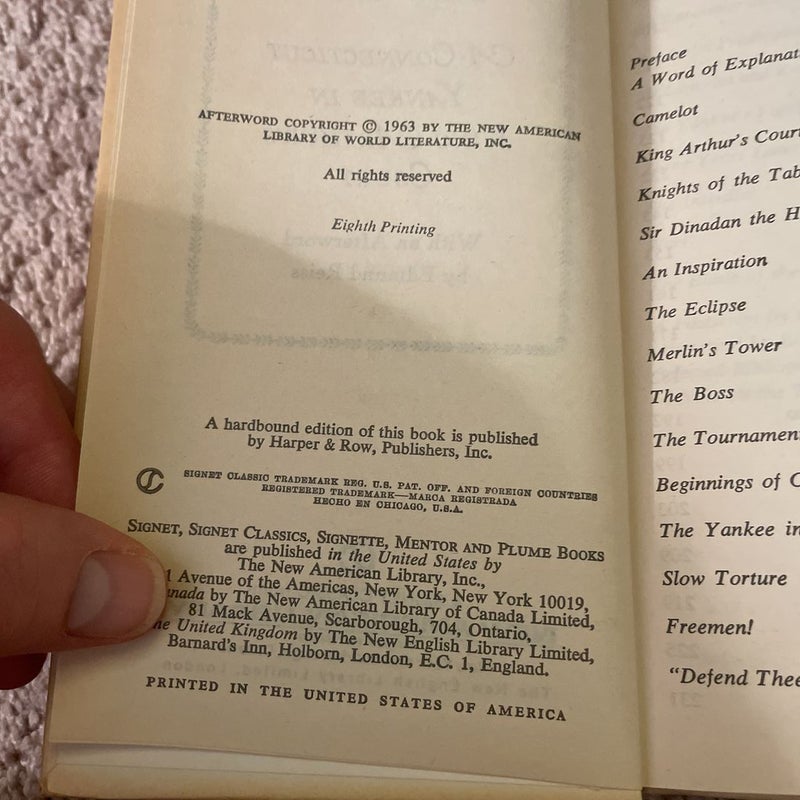 AFTERWORD COPYRIGHT © 1963 BY THE NEW AMERICAN
LIBRARY OF WORLD LITERATURE, INC.
All rights reserved
Eighth Printing
A hardbound edition of this book is published
by Harper & Row, Publishers, Inc.
SIGNET CLASSIC TRADEMARK REG. U.S. PAT. OFF. AND FOREIGN COUNTRIES
REGISTERED TRADEMARK—MARCA REGISTRADA
HECHO EN CHICAGO, U.S.A.
SIGNET, SIGNET CLASSICS, SIGNETTE, MENTOR AND PLUME BOOKS
are published in the United States by
The New American Library, Inc.,
1 Avenue of the Americas, New York, New York 10019,
by The New American Library of Canada Limited,
81 Mack Avenue, Scarborough, 704, Ontario,
United Kingdom by The New English Library Limited,
Barnard's Inn, Holborn, London, E.C. 1, England.
PRINTED IN THE UNITED STATES OF AMERICA
Preface
A Word of
Camelot
King Arthur's
Knights of the
Sir Dinadan the
An Inspiration
The Eclipse
Merlin's Tower
The Boss
The
Beginnings of
The Yankee in
Slow Torture
Freemen!
"Defend